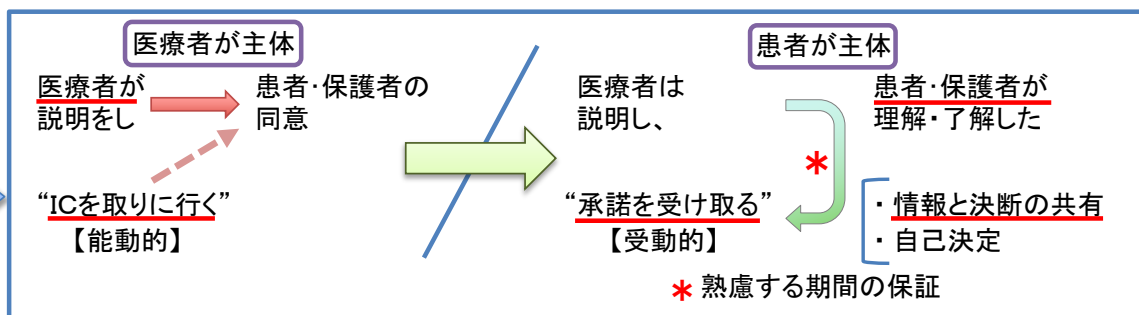 医療者が主体
医療者が
説明をし
患者・保護者の
同意
“ICを取りに行く”
【能動的】
患者が主体
医療者は
説明し、
患者・保護者が
理解・了解した
*
“承諾を受け取る”
【受動的】
・情報と決断の共有
・自己決定
* 熟慮する期間の保証